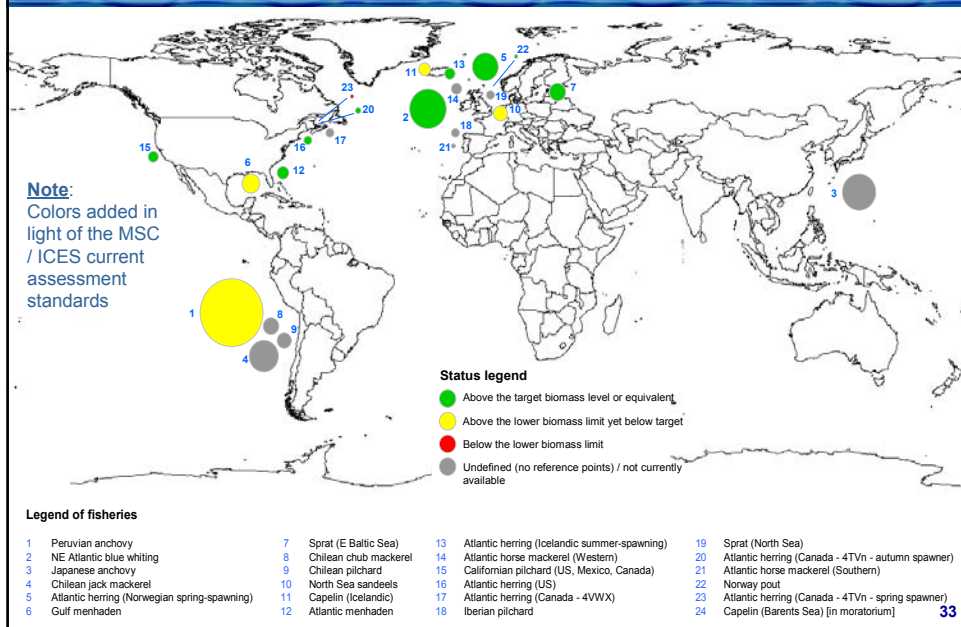 22
5
13
11
7
23
14
19
2
10
20
18
17
15
16
21
6
12
3
Note:
Colors added in
light of the MSC
/ ICES current
assessment
standards
1
8
9
4
Status legend
Above the target biomass level or equivalent
Above the lower biomass limit yet below target
Below the lower biomass limit
Undefined (no reference points) / not currently
available
Legend of fisheries
1 Peruvian anchovy
2 NE Atlantic blue whiting
3 Japanese anchovy
4 Chilean jack mackerel
5 Atlantic herring (Norwegian spring-spawning)
6 Gulf menhaden
7 Sprat (E Baltic Sea)
8 Chilean chub mackerel
9 Chilean pilchard
10 North Sea sandeels
11 Capelin (Icelandic)
12 Atlantic menhaden
13 Atlantic herring (Icelandic summer-spawning)
14 Atlantic horse mackerel (Western)
15 Californian pilchard (US, Mexico, Canada)
16 Atlantic herring (US)
17 Atlantic herring (Canada - 4VWX)
18 Iberian pilchard
19 Sprat (North Sea)
20 Atlantic herring (Canada - 4TVn - autumn spawner)
21 Atlantic horse mackerel (Southern)
22 Norway pout
23 Atlantic herring (Canada - 4TVn - spring spawner)
24 Capelin (Barents Sea) [in moratorium]
33